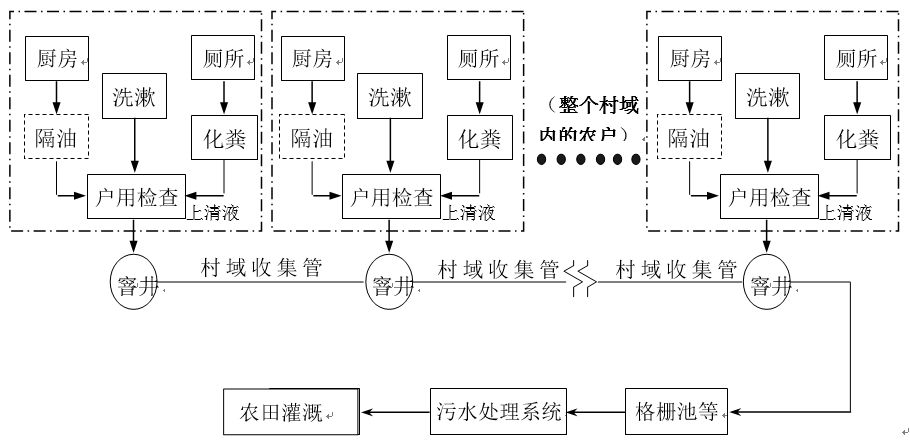 厨房
厕所
洗漱
隔油
化粪
户用检查
上清液
厨房
厕所
洗漱
隔油
化粪
户用检查
上清液
（整个村域
内的农户）
厨房
厕所
洗漱
隔油
化粪
户用检查
上清液
窨井
村域收集管
窨井
村域收集管
村域收集管
窨井
农田灌溉
污水处理系统
格栅池等